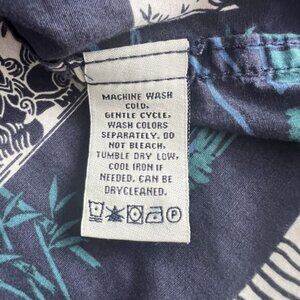 MACHINE WASH
COLD.
GENTLE CYCLE,
WASH COLORS
SEPARATELY. DO
NOT BLEACH,
TUMBLE DRY LOW,
COOL IRON IF
NEEDED. CAN BE
DRYCLEANED.
P